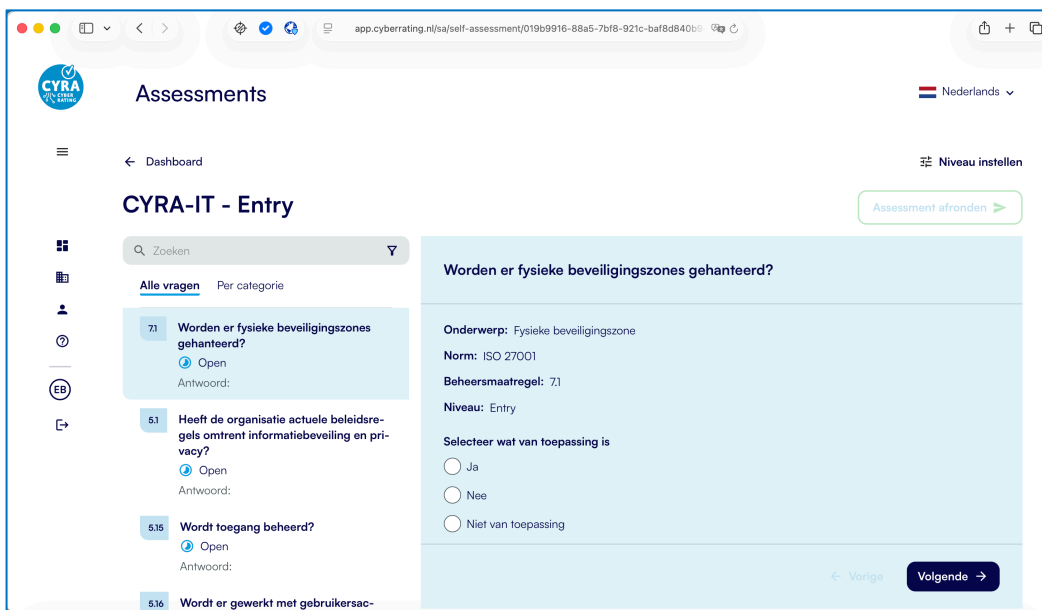 app.cyberrating.nl/sa/self-assessment/019b9916-88a5-7bf8-921c-baf8d840b9
CYRA
CYBER
RATING
Assessments
Nederlands
Dashboard
Niveau instellen
CYRA-IT - Entry
Assessment afronden
Zoeken
Alle vragen Per categorie
7.1 Worden er fysieke beveiligingszones
gehanteerd?
Open
Antwoord:
5.1 Heeft de organisatie actuele beleidsre-
gels omtrent informatiebeveiling en pri-
vacy?
Open
Antwoord:
5.15 Wordt toegang beheerd?
Open
Antwoord:
5.16 Wordt er gewerkt met gebruikersac-
EB
Worden er fysieke beveiligingszones gehanteerd?
Onderwerp: Fysieke beveiligingszone
Norm: ISO 27001
Beheersmaatregel: 7.1
Niveau: Entry
Selecteer wat van toepassing is
Ja
Nee
Niet van toepassing
Vorige
Volgende